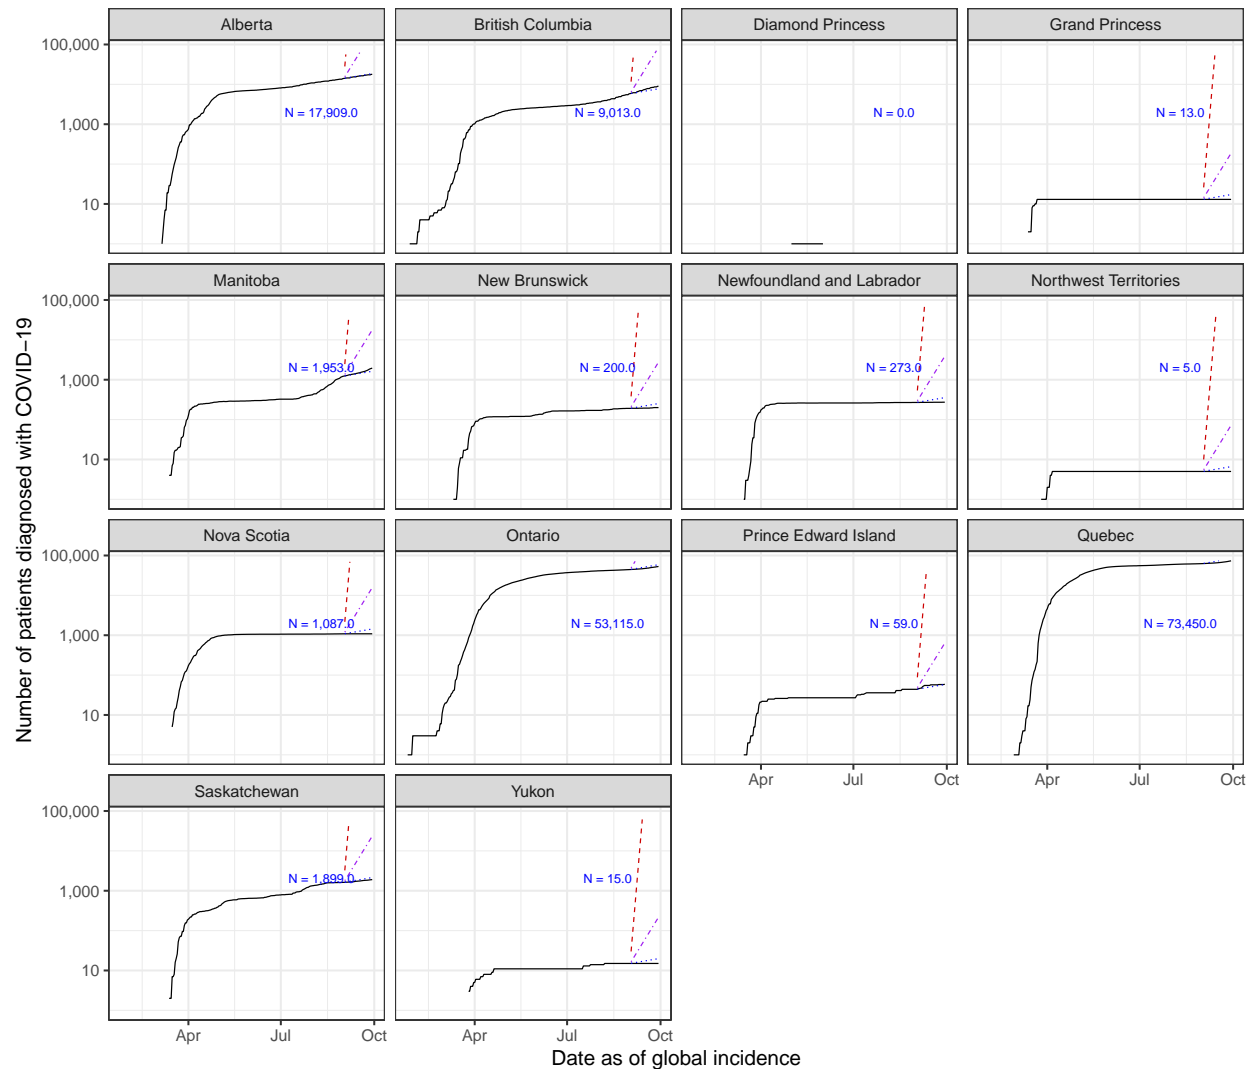 Number of patients diagnosed with COVID−19
Alberta
British Columbia
Diamond Princess
Grand Princess
100,000
1,000
10
N = 17,909.0
N = 9,013.0
N = 0.0
N = 13.0
Manitoba
New Brunswick
Newfoundland and Labrador
Northwest Territories
100,000
1,000
10
N = 1,953.0
N = 200.0
N = 273.0
N = 5.0
Nova Scotia
Ontario
Prince Edward Island
Quebec
100,000
1,000
10
N = 1,087.0
N = 53,115.0
N = 59.0
N = 73,450.0
Apr Jul Oct
Apr Jul Oct
Saskatchewan
Yukon
100,000
1,000
10
N = 1,899.0
N = 15.0
Apr Jul Oct
Apr Jul Oct
Date as of global incidence